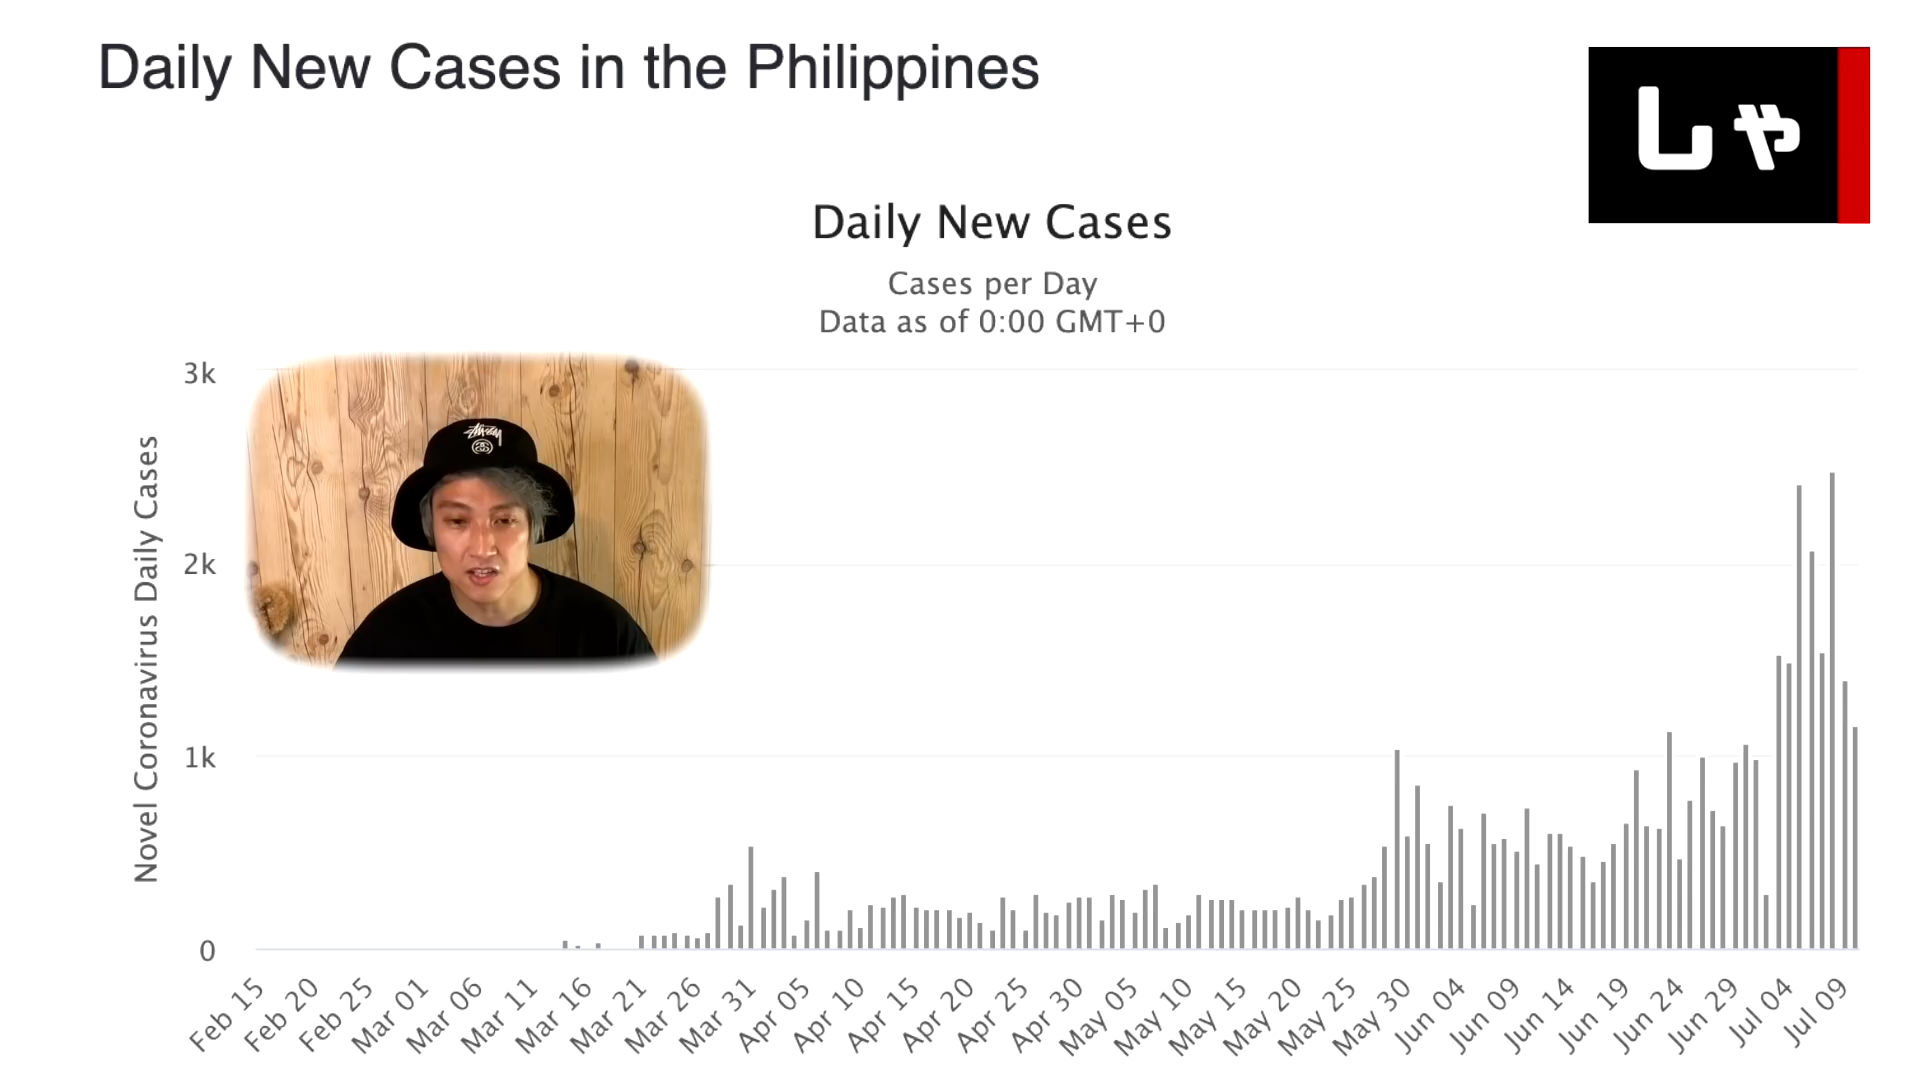 Daily New Cases in the Philippines
しゃ
Daily New Cases
Cases per Day
Data as of 0:00 GMT+0
Novel Coronavirus Daily Cases
3k
2k
1k
0
STÜSSY
Feb 15
Feb 20
Feb 25
Mar 01
Mar 06
Mar 11
Mar 16
Mar 21
Mar 26
Mar 31
Apr 05
Apr 10
Apr 15
Apr 20
Apr 25
Apr 30
May 05
May 10
May 15
May 20
May 25
May 30
Jun 04
Jun 09
Jun 14
Jun 19
Jun 24
Jun 29
Jul 04
Jul 09